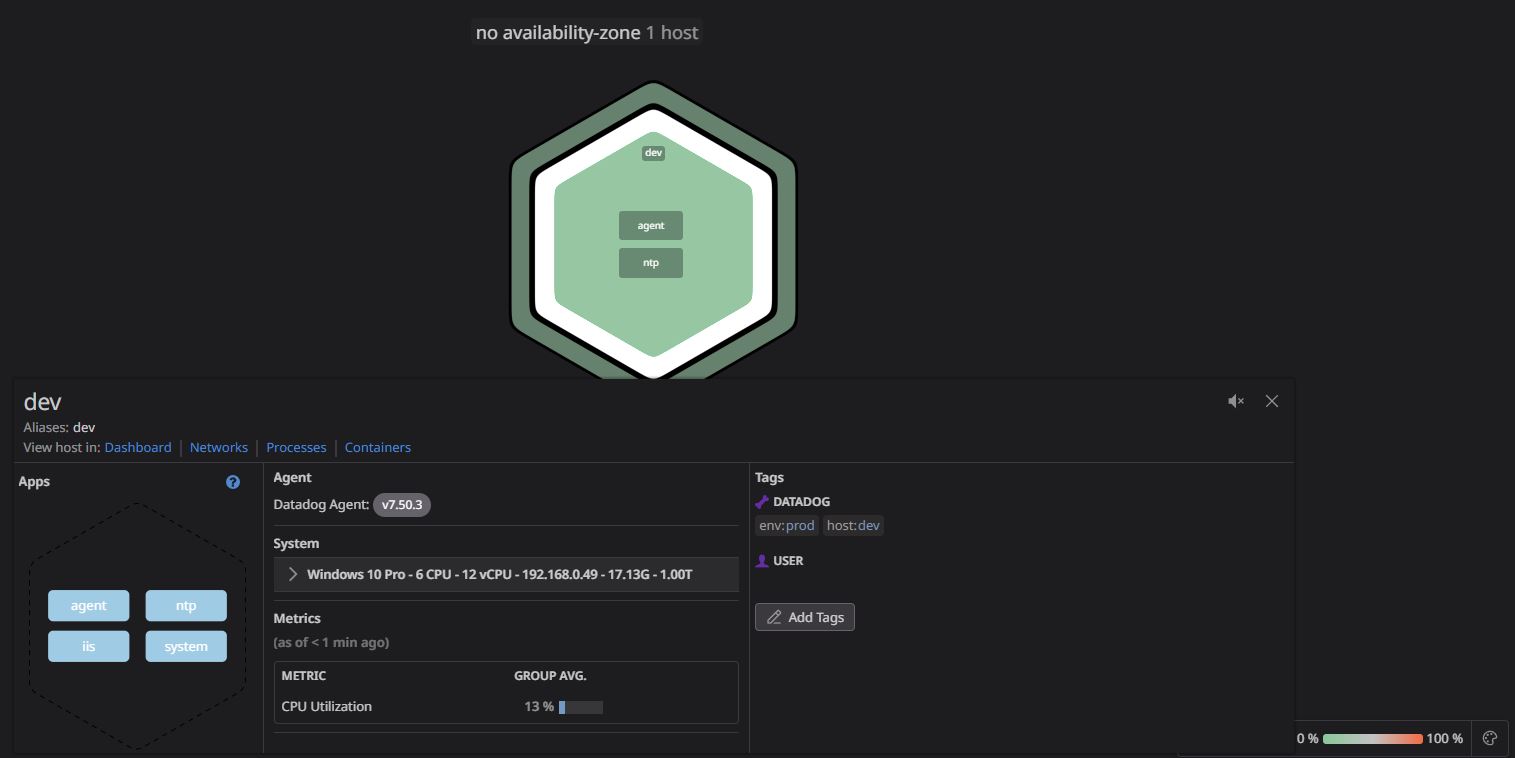 no availability-zone 1 host
dev
agent
ntp
dev
Aliases: dev
View host in: Dashboard | Networks | Processes | Containers
Apps ?
agent ntp
iis system
Agent
Datadog Agent: v7.50.3
System
Windows 10 Pro - 6 CPU - 12 vCPU - 192.168.0.49 - 17.13G - 1.00T
Metrics
(as of < 1 min ago)
METRIC GROUP AVG.
CPU Utilization 13 %
Tags
DATADOG
env:prod host:dev
USER
Add Tags
0 % 100 %